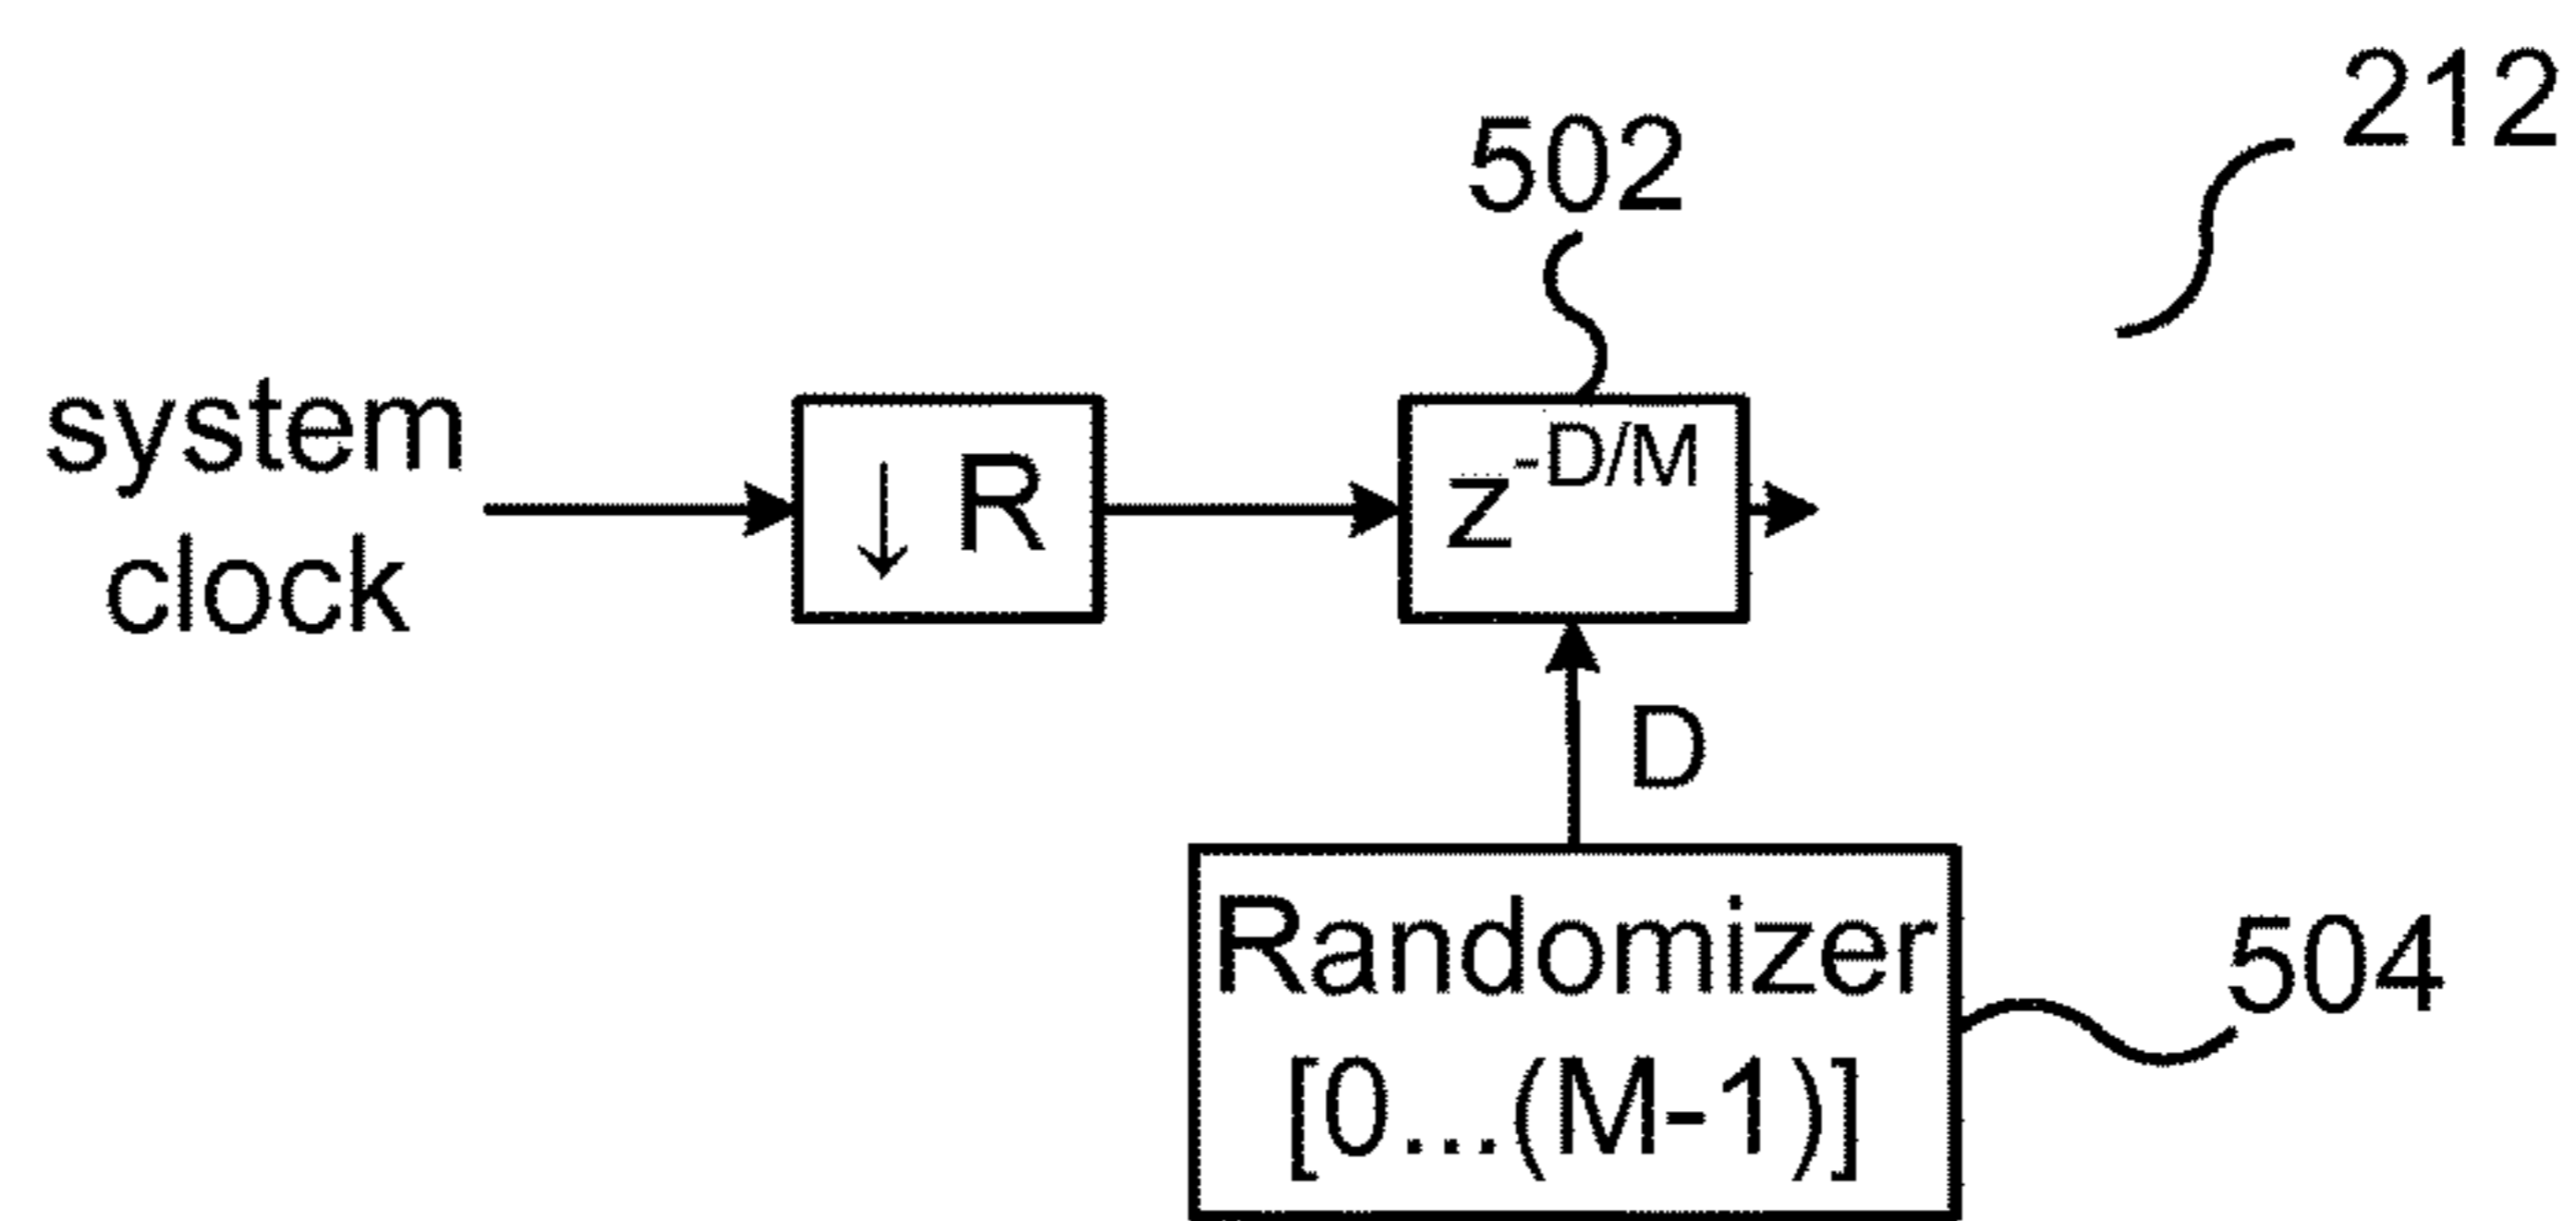 212
502
system
clock
↓ R
z-D/M
D
Randomizer
[0...(M-1)]
504